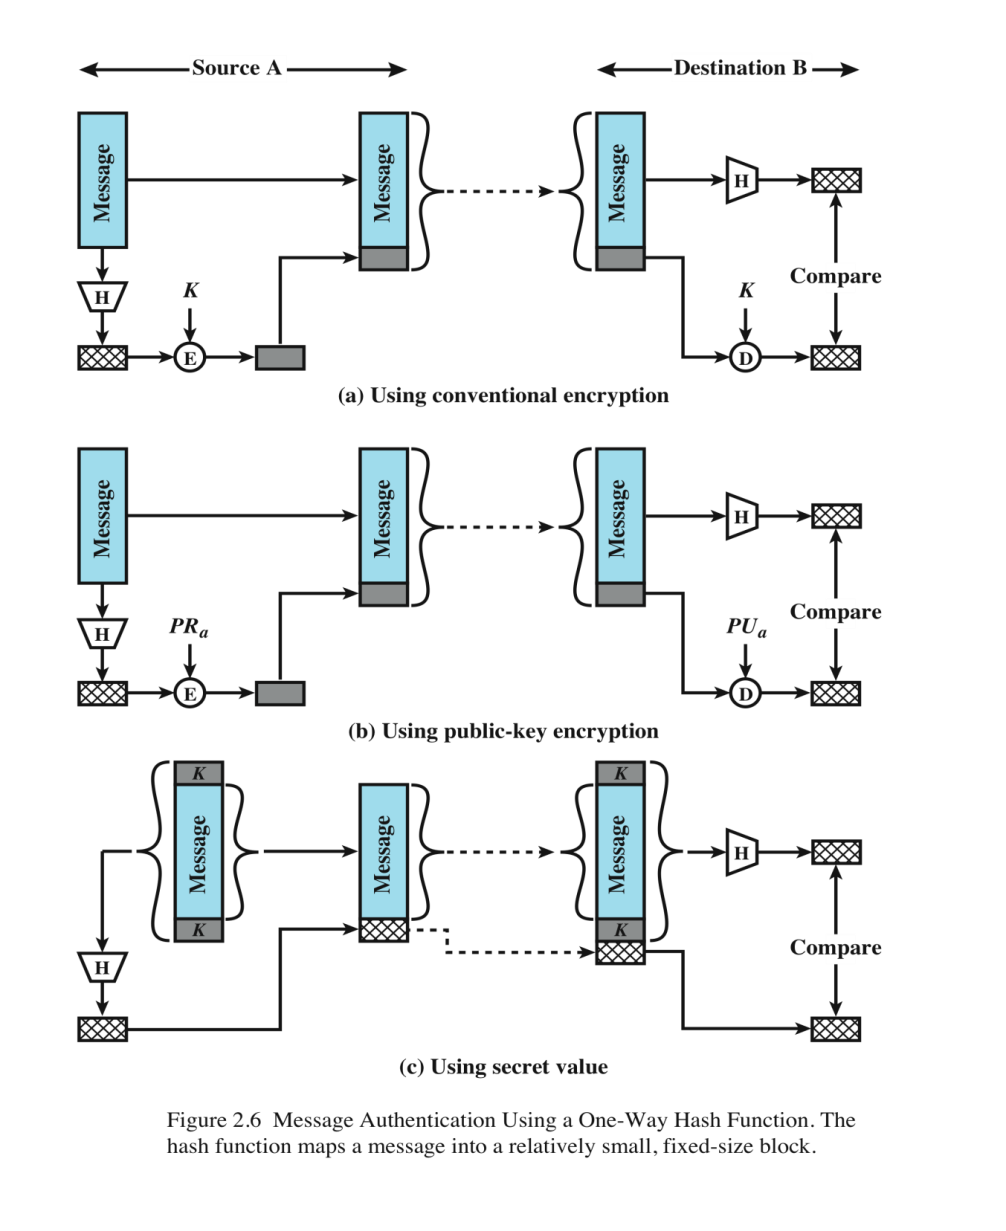 Source A
Destination B
Message
Message
Message
H
H
K
K
Compare
E
D
(a) Using conventional encryption
Message
Message
Message
H
H
PRa
PUa
Compare
E
D
(b) Using public-key encryption
K
K
Message
Message
Message
H
K
K
Compare
H
(c) Using secret value
Figure 2.6 Message Authentication Using a One-Way Hash Function. The
hash function maps a message into a relatively small, fixed-size block.